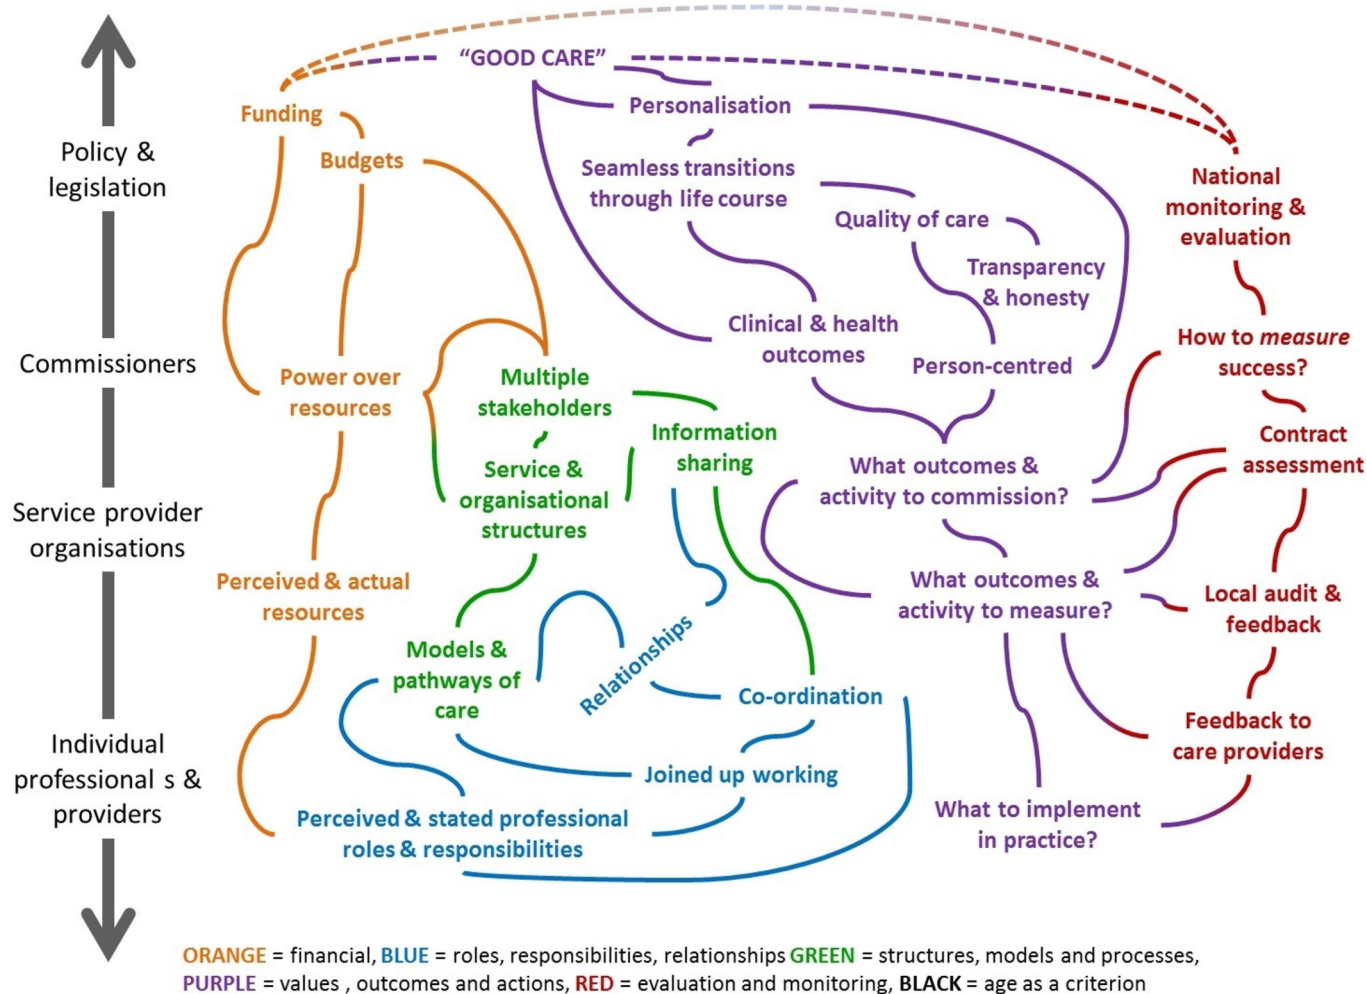 “GOOD CARE”
Funding
Budgets
Personalisation
Policy &
legislation
Seamless transitions
through life course
National
monitoring &
evaluation
Quality of care
Transparency
& honesty
Clinical & health
outcomes
Commissioners
How to measure
success?
Person-centred
Power over
resources
Multiple
stakeholders
Information
sharing
Contract
assessment
Service &
organisational
structures
What outcomes &
activity to commission?
Service provider
organisations
Perceived & actual
resources
What outcomes &
activity to measure?
Local audit &
feedback
Models &
pathways of
care
Relationships
Co-ordination
Feedback to
care providers
Individual
professional s &
providers
Joined up working
What to implement
in practice?
Perceived & stated professional
roles & responsibilities
ORANGE = financial, BLUE = roles, responsibilities, relationships GREEN = structures, models and processes,
PURPLE = values , outcomes and actions, RED = evaluation and monitoring, BLACK = age as a criterion